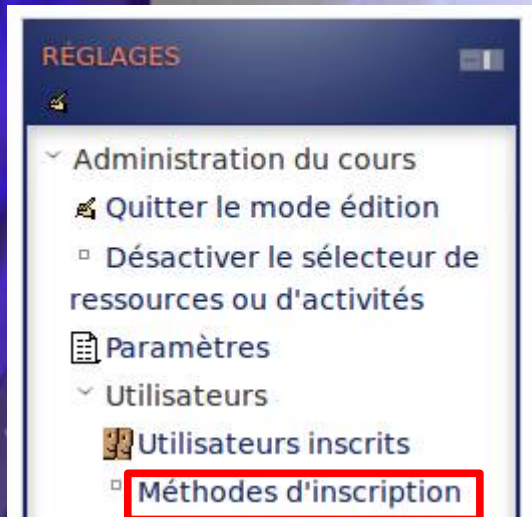 RÉGLAGES
Administration du cours
Quitter le mode édition
Désactiver le sélecteur de
ressources ou d'activités
Paramètres
Utilisateurs
Utilisateurs inscrits
Méthodes d'inscription